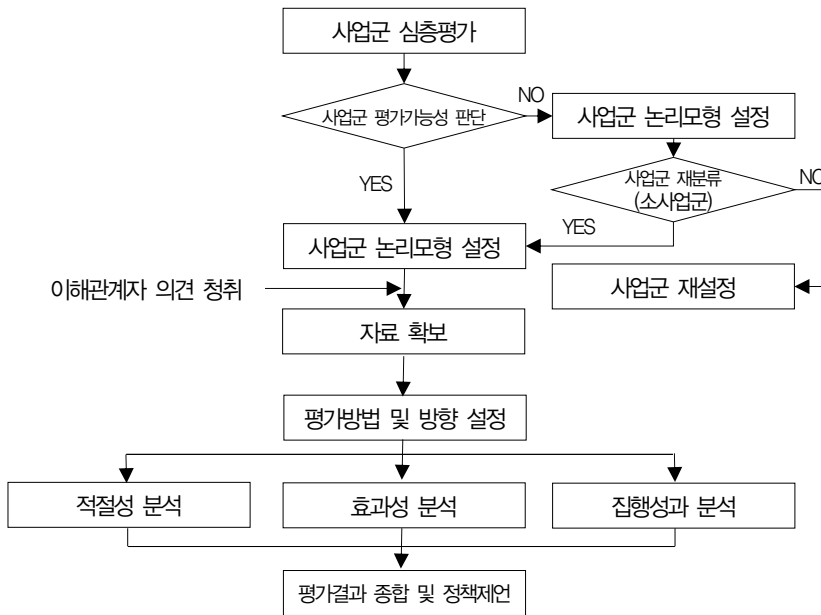 사업군 심층평가
NO
사업군 평가가능성 판단
사업군 논리모형 설정
YES
사업군 재분류
(소사업군)
NO
YES
사업군 논리모형 설정
이해관계자 의견 청취
사업군 재설정
자료 확보
평가방법 및 방향 설정
적절성 분석
효과성 분석
집행성과 분석
평가결과 종합 및 정책제언